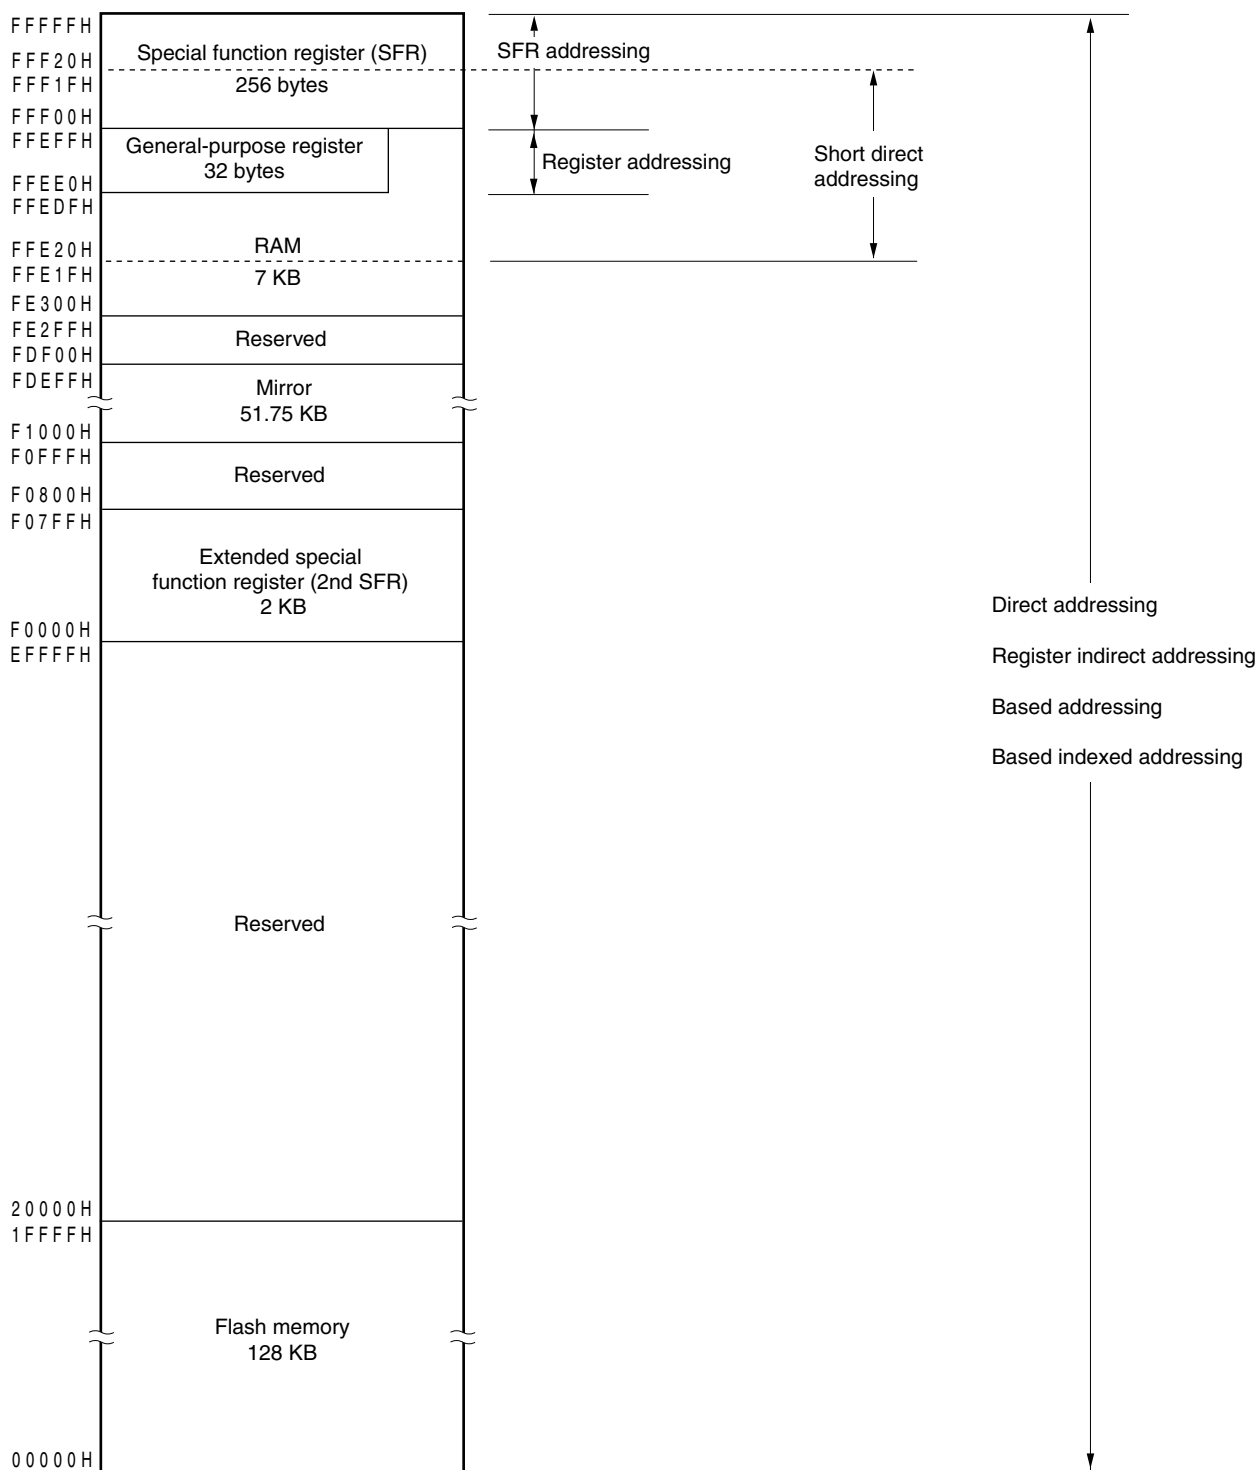 FFFFFH
Special function register (SFR)
SFR addressing
FFF20H
FFF1FH
256 bytes
FFF00H
FFEFFH
General-purpose register
32 bytes
Register addressing
Short direct
addressing
FFEE0H
FFEDFH
RAM
FFE20H
FFE1FH
7 KB
FE300H
FE2FFH
Reserved
FDF00H
FDEFFH
Mirror
51.75 KB
F1000H
F0FFFH
Reserved
F0800H
F07FFH
Extended special
function register (2nd SFR)
2 KB
F0000H
EFFFFH
Direct addressing
Register indirect addressing
Based addressing
Based indexed addressing
Reserved
20000H
1FFFFH
Flash memory
128 KB
00000H